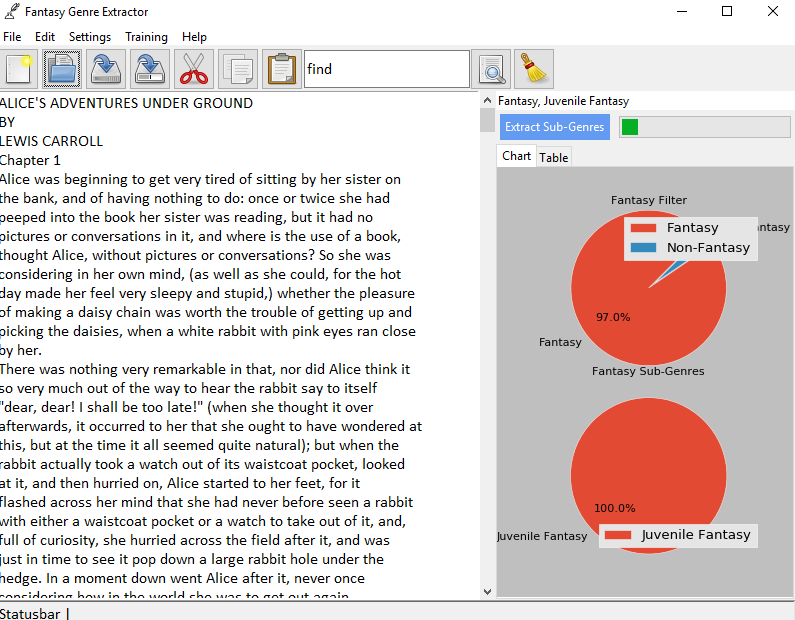 Fantasy Genre Extractor
File Edit Settings Training Help
find
ALICE'S ADVENTURES UNDER GROUND
BY
LEWIS CARROLL
Chapter 1
Alice was beginning to get very tired of sitting by her sister on
the bank, and of having nothing to do: once or twice she had
peeped into the book her sister was reading, but it had no
pictures or conversations in it, and where is the use of a book,
thought Alice, without pictures or conversations? So she was
considering in her own mind, (as well as she could, for the hot
day made her feel very sleepy and stupid,) whether the pleasure
of making a daisy chain was worth the trouble of getting up and
picking the daisies, when a white rabbit with pink eyes ran close
by her.
There was nothing very remarkable in that, nor did Alice think it
so very much out of the way to hear the rabbit say to itself
"dear, dear! I shall be too late!" (when she thought it over
afterwards, it occurred to her that she ought to have wondered at
this, but at the time it all seemed quite natural); but when the
rabbit actually took a watch out of its waistcoat pocket, looked
at it, and then hurried on, Alice started to her feet, for it
flashed across her mind that she had never before seen a rabbit
with either a waistcoat pocket or a watch to take out of it, and,
full of curiosity, she hurried across the field after it, and was
just in time to see it pop down a large rabbit hole under the
hedge. In a moment down went Alice after it, never once
considering how in the world she was to get out again.
Fantasy, Juvenile Fantasy
Extract Sub-Genres
Chart Table
Fantasy Filter
Fantasy
Non-Fantasy
ntasy
97.0%
Fantasy
Fantasy Sub-Genres
100.0%
Juvenile Fantasy
Juvenile Fantasy
Statusbar |